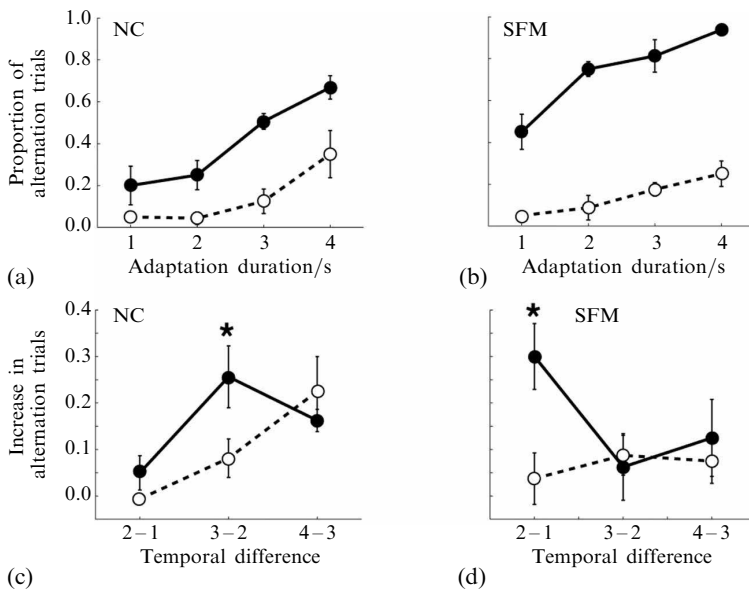 NC
SFM
Proportion of
alternation trials
1.0
0.8
0.6
0.4
0.2
0.0
1 2 3 4
1 2 3 4
Adaptation duration/s
Adaptation duration/s
(a)
(b)
NC
SFM
Increase in
alternation trials
0.4
0.3
0.2
0.1
0.0
*
*
2–1 3–2 4–3
2–1 3–2 4–3
Temporal difference
Temporal difference
(c)
(d)